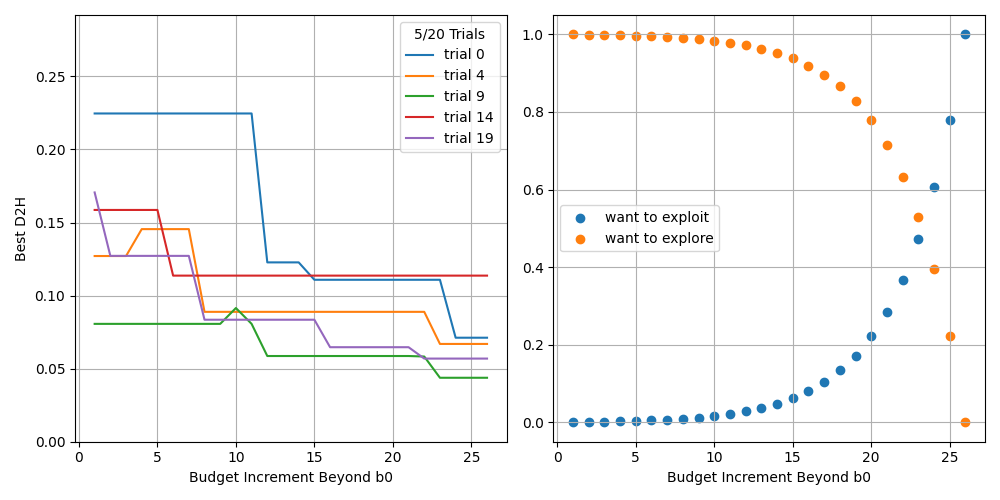 5/20 Trials
trial 0
trial 4
trial 9
trial 14
trial 19
Best D2H
0.25
0.20
0.15
0.10
0.05
0.00
0 5 10 15 20 25
Budget Increment Beyond b0
1.0
0.8
0.6
0.4
0.2
0.0
want to exploit
want to explore
0 5 10 15 20 25
Budget Increment Beyond b0